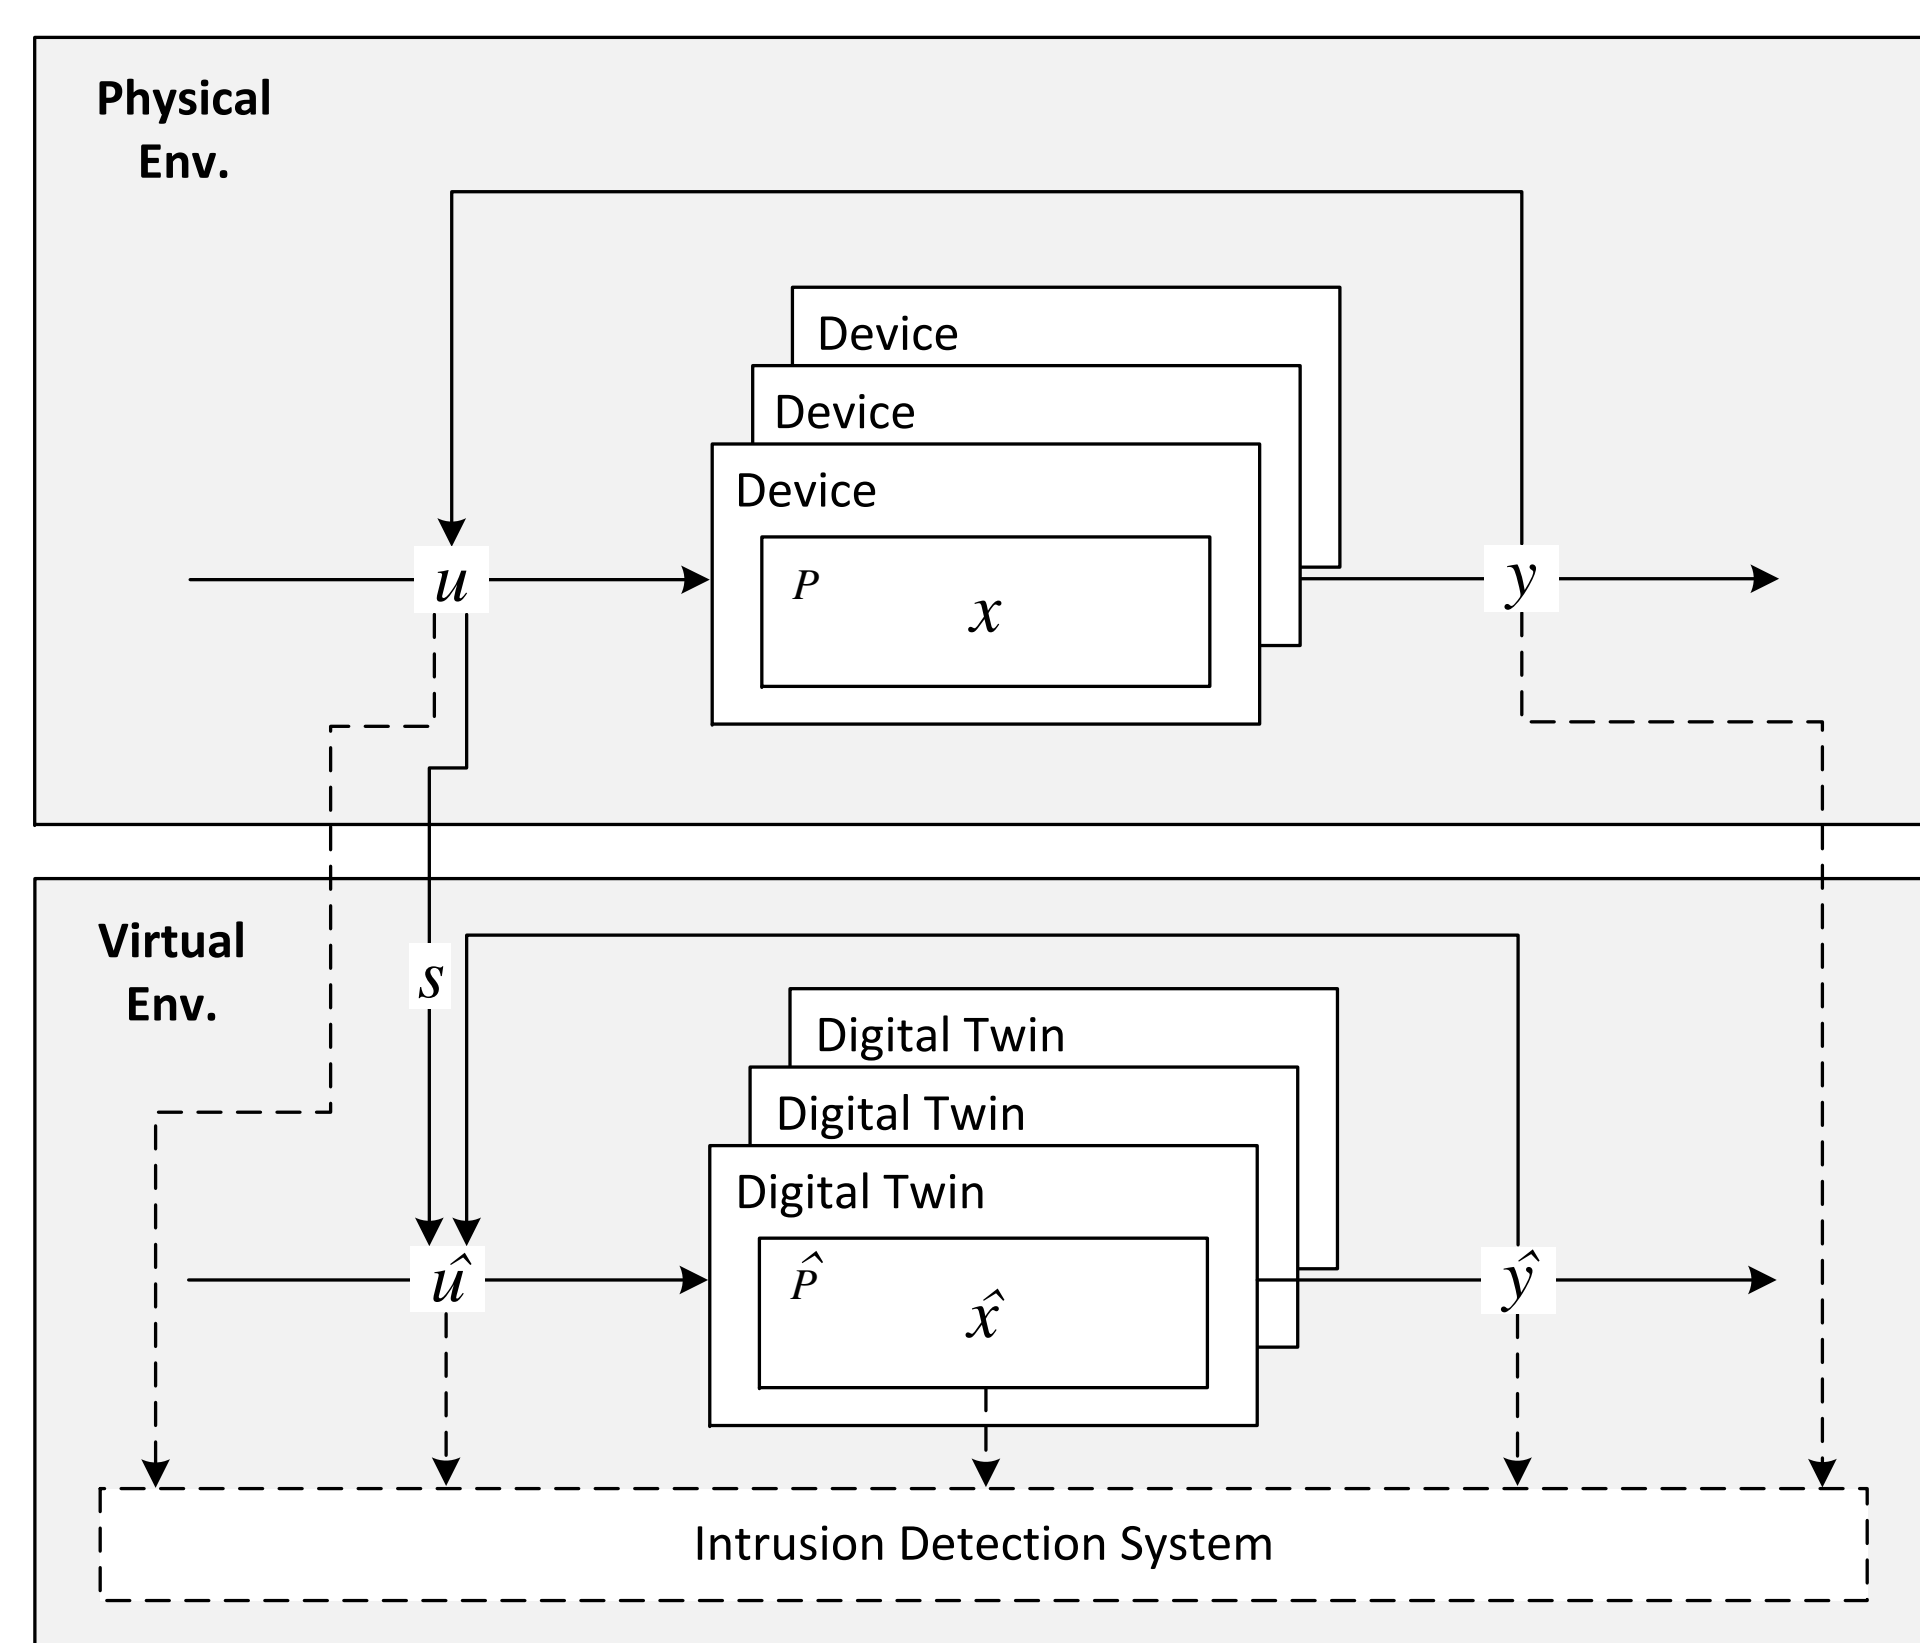 Physical
Env.
Device
Device
Device
u
P
x
y
Virtual
Env.
s
Digital Twin
Digital Twin
Digital Twin
û
P̂
x̂
ŷ
Intrusion Detection System